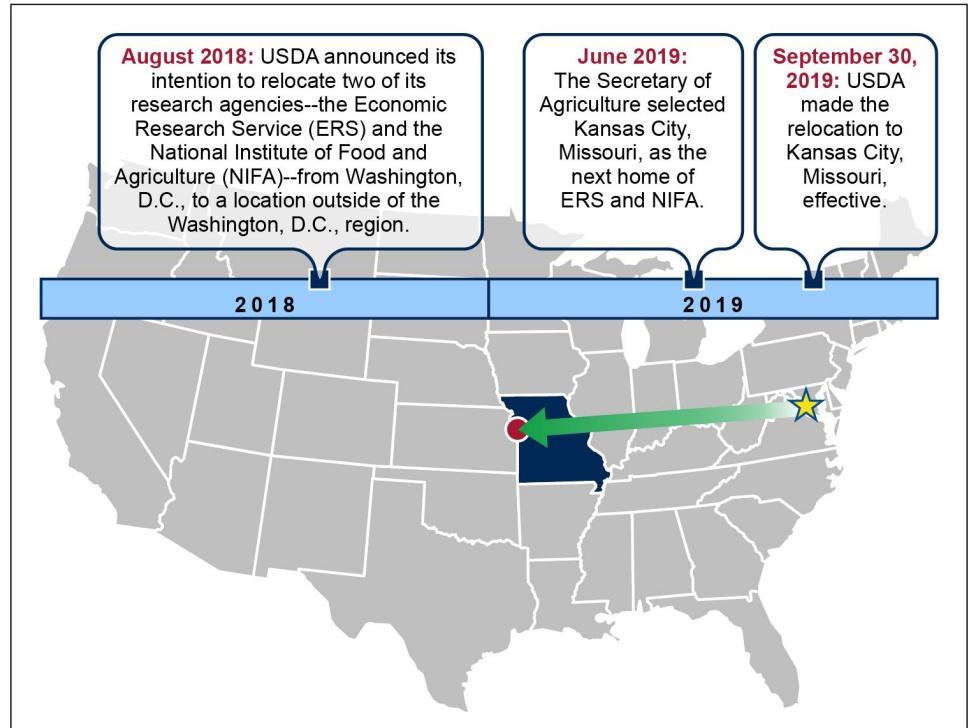 August 2018: USDA announced its
intention to relocate two of its
research agencies--the Economic
Research Service (ERS) and the
National Institute of Food and
Agriculture (NIFA)--from Washington,
D.C., to a location outside of the
Washington, D.C., region.
June 2019:
The Secretary of
Agriculture selected
Kansas City,
Missouri, as the
next home of
ERS and NIFA.
September 30,
2019: USDA
made the
relocation to
Kansas City,
Missouri,
effective.
2018
2019